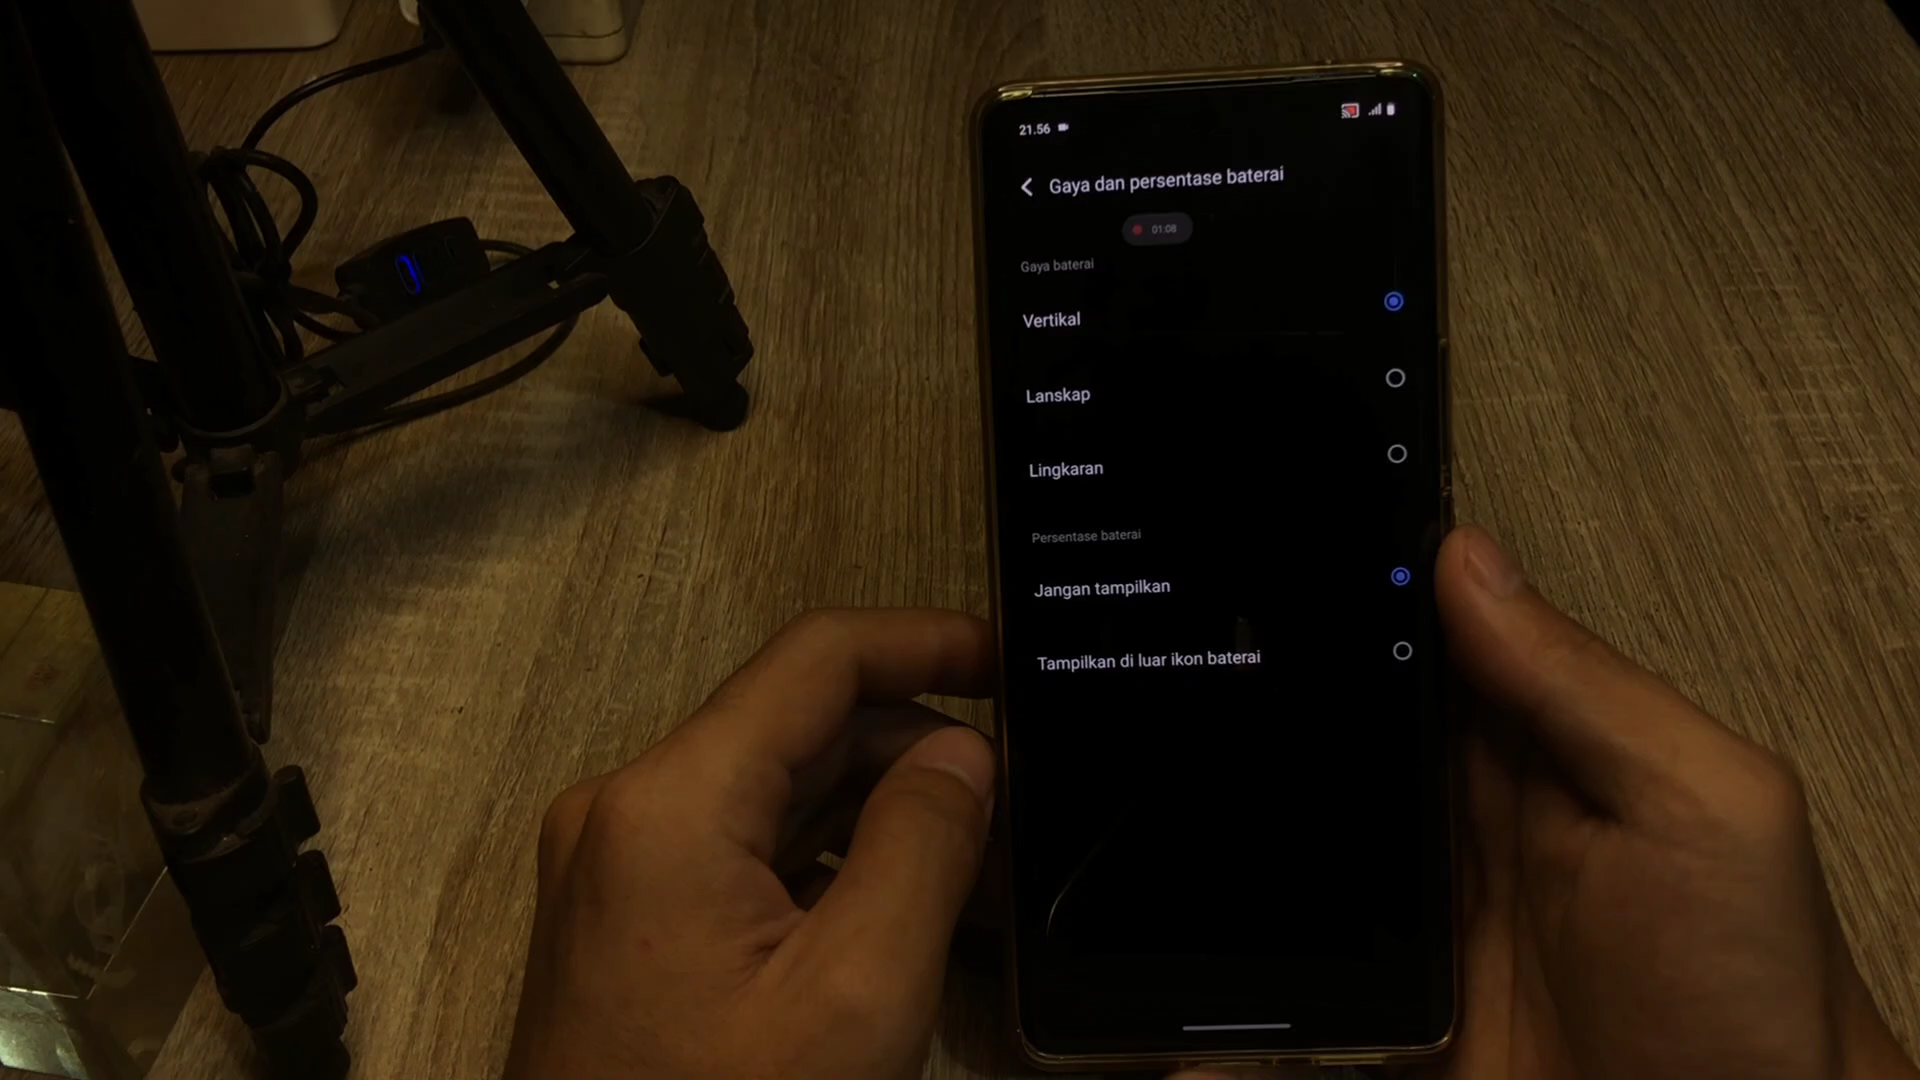 21.56
Gaya dan persentase baterai
01:08
Gaya baterai
Vertikal
Lanskap
Lingkaran
Persentase baterai
Jangan tampilkan
Tampilkan di luar ikon baterai